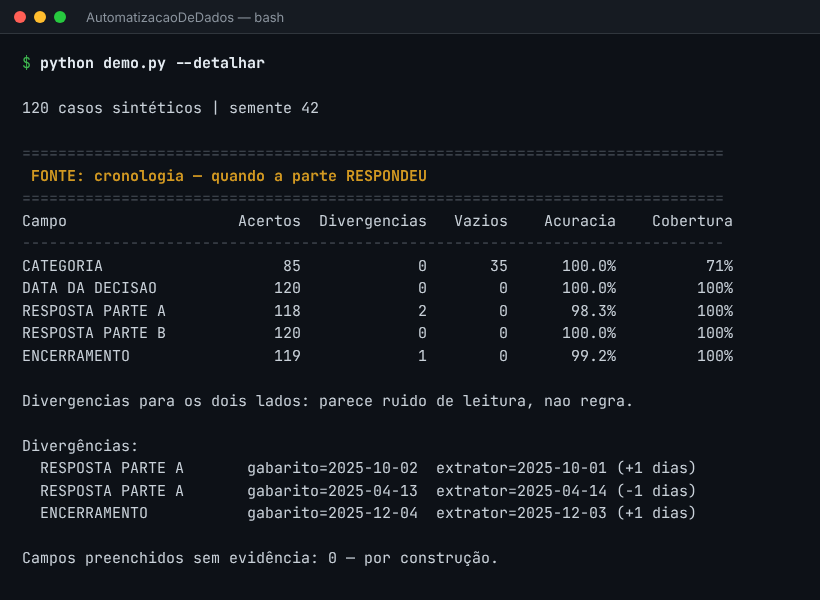 AutomatizacaoDeDados — bash
$ python demo.py --detalhar
120 casos sintéticos | semente 42
==============================================================================
FONTE: cronologia — quando a parte RESPONDEU
==============================================================================
Campo Acertos Divergencias Vazios Acuracia Cobertura
------------------------------------------------------------------------------
CATEGORIA 85 0 35 100.0% 71%
DATA DA DECISAO 120 0 0 100.0% 100%
RESPOSTA PARTE A 118 2 0 98.3% 100%
RESPOSTA PARTE B 120 0 0 100.0% 100%
ENCERRAMENTO 119 1 0 99.2% 100%
Divergencias para os dois lados: parece ruido de leitura, nao regra.
Divergências:
RESPOSTA PARTE A gabarito=2025-10-02 extrator=2025-10-01 (+1 dias)
RESPOSTA PARTE A gabarito=2025-04-13 extrator=2025-04-14 (-1 dias)
ENCERRAMENTO gabarito=2025-12-04 extrator=2025-12-03 (+1 dias)
Campos preenchidos sem evidência: 0 — por construção.